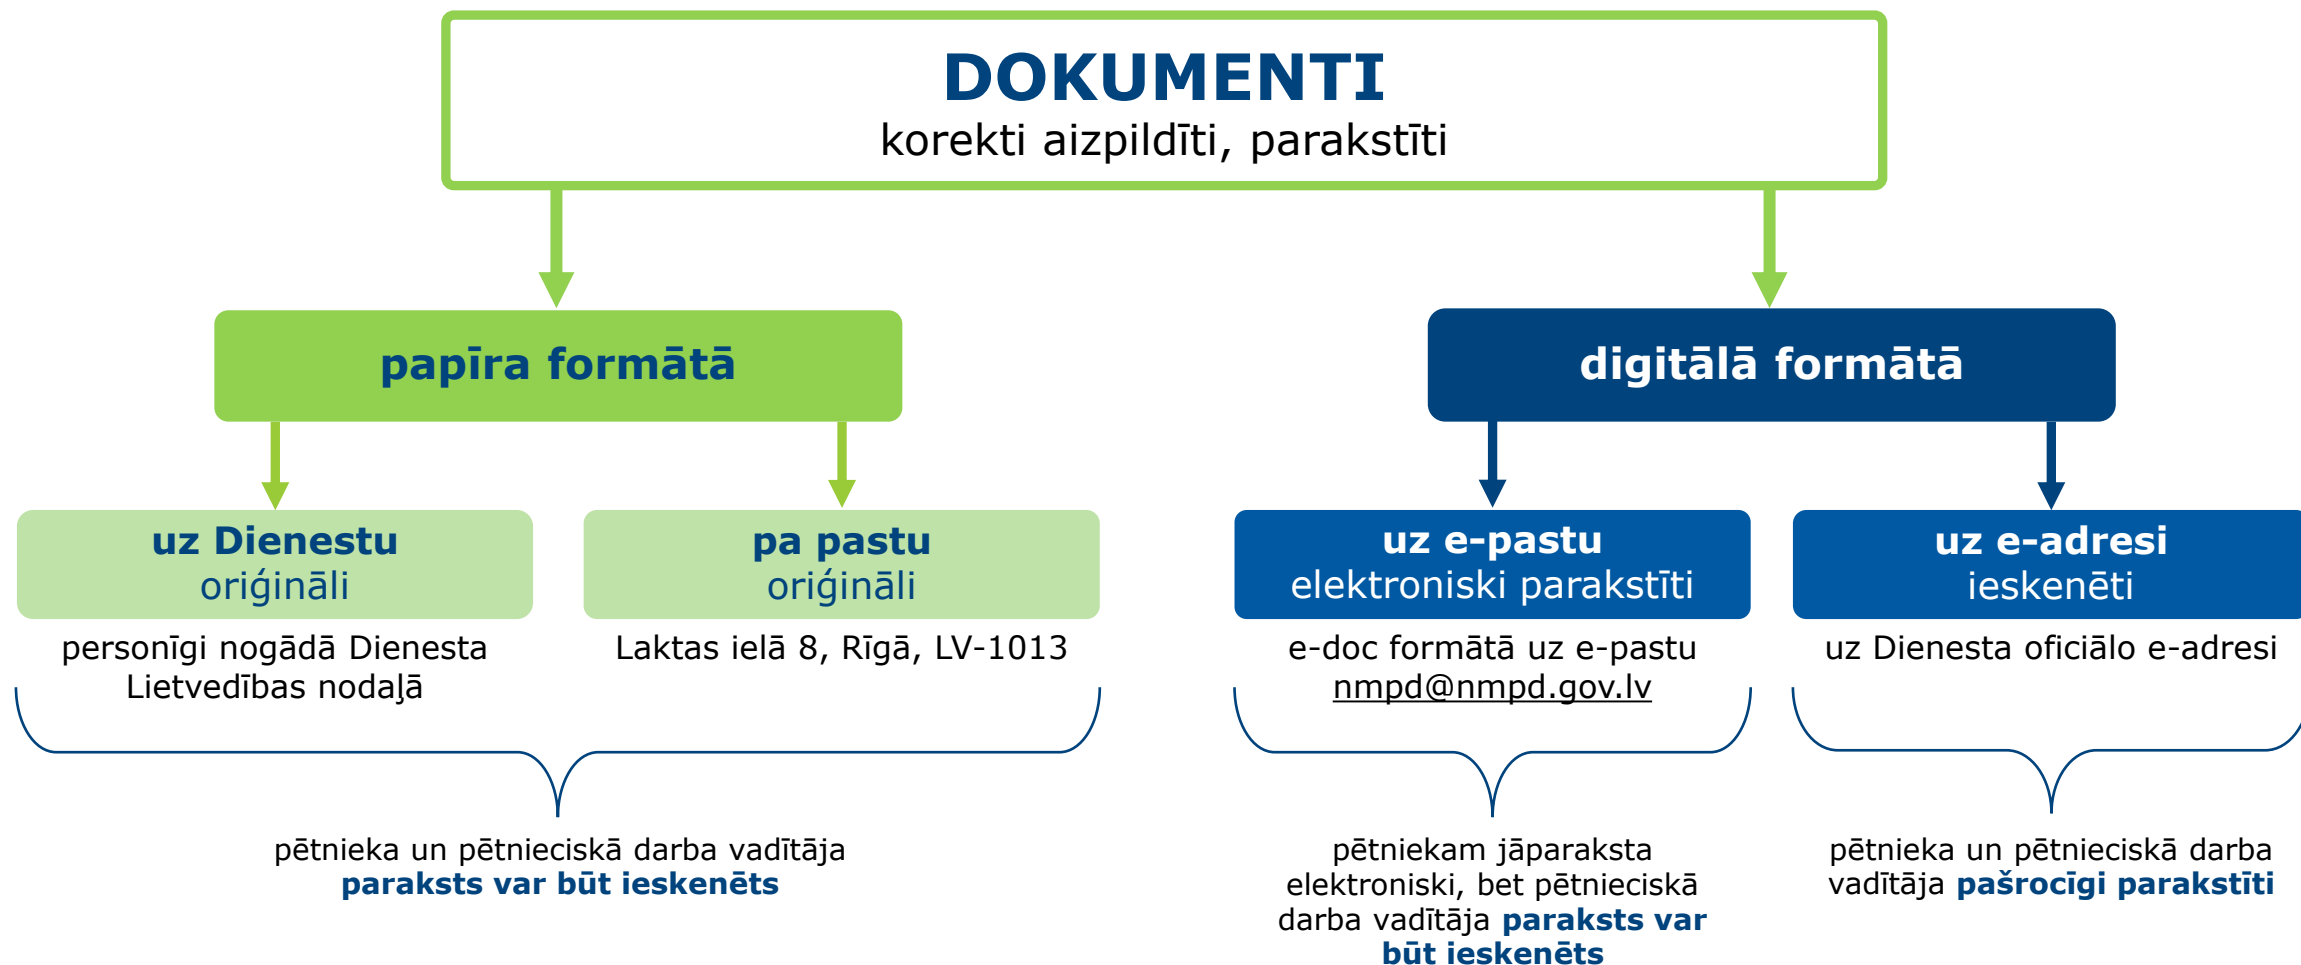 DOKUMENTI
korekti aizpildīti, parakstīti
papīra formātā
digitālā formātā
uz Dienestu
oriģināli
pa pastu
oriģināli
uz e-pastu
elektroniski parakstīti
uz e-adresi
ieskenēti
personīgi nogādā Dienesta
Lietvedības nodaļā
Laktas ielā 8, Rīgā, LV-1013
e-doc formātā uz e-pastu
nmpd@nmpd.gov.lv
uz Dienesta oficiālo e-adresi
pētnieka un pētnieciskā darba vadītāja
paraksts var būt ieskenēts
pētniekam jāparaksta
elektroniski, bet pētnieciskā
darba vadītāja paraksts var
būt ieskenēts
pētnieka un pētnieciskā darba
vadītāja pašrocīgi parakstīti